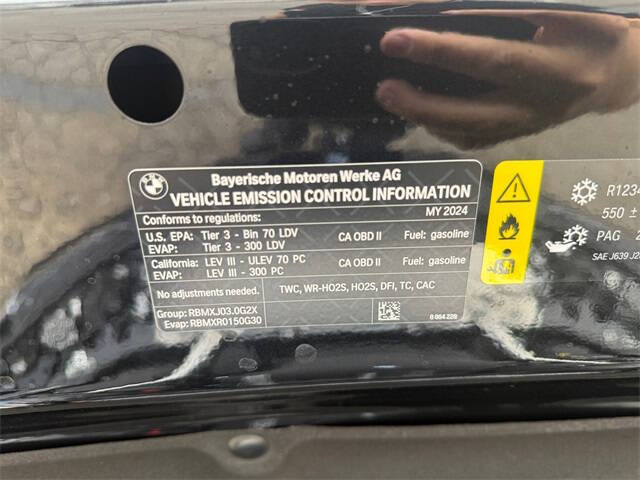 Bayerische Motoren Werke AG
VEHICLE EMISSION CONTROL INFORMATION
Conforms to regulations: MY 2024
U.S. EPA: Tier 3 - Bin 70 LDV CA OBD II Fuel: gasoline
EVAP: Tier 3 - 300 LDV
California: LEV III - ULEV 70 PC CA OBD II Fuel: gasoline
EVAP: LEV III - 300 PC
No adjustments needed. TWC, WR-HO2S, HO2S, DFI, TC, CAC
Group: RBMXJ03.0G2X
Evap: RBMXR0150G30
R1234
550 ±
PAG
SAE J639